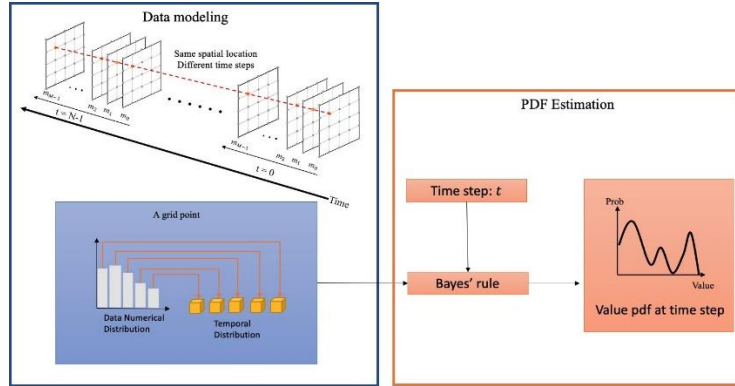 Data modeling
Same spatial location
Different time steps
m_{M-1} ... m_2 m_1 m_0
t = N-1
......
m_{M-1} ... m_2 m_1 m_0
t = 0
Time
A grid point
Data Numerical
Distribution
Temporal
Distribution
PDF Estimation
Time step: t
Bayes' rule
Prob
Value
Value pdf at time step